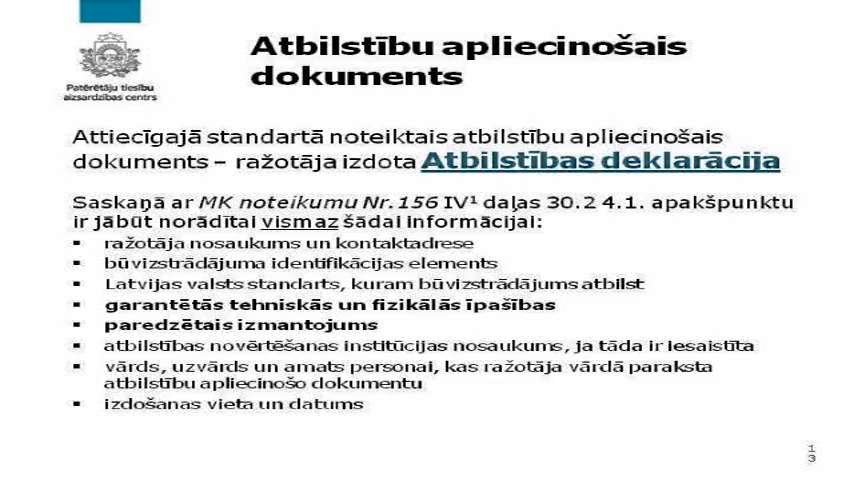 Patērētāju tiesību
aizsardzības centrs
Atbilstību apliecinošais
dokuments
Attiecīgajā standartā noteiktais atbilstību apliecinošais
dokuments – ražotāja izdota Atbilstības deklarācija
Saskaņā ar MK noteikumu Nr.156 IV¹ daļas 30.2 4.1. apakšpunktu
ir jābūt norādītai vismaz šādai informācijai:
▪ ražotāja nosaukums un kontaktadrese
▪ būvizstrādājuma identifikācijas elements
▪ Latvijas valsts standarts, kuram būvizstrādājums atbilst
▪ garantētās tehniskās un fizikālās īpašības
▪ paredzētais izmantojums
▪ atbilstības novērtēšanas institūcijas nosaukums, ja tāda ir iesaistīta
▪ vārds, uzvārds un amats personai, kas ražotāja vārdā paraksta
atbilstību apliecinošo dokumentu
▪ izdošanas vieta un datums
1
3